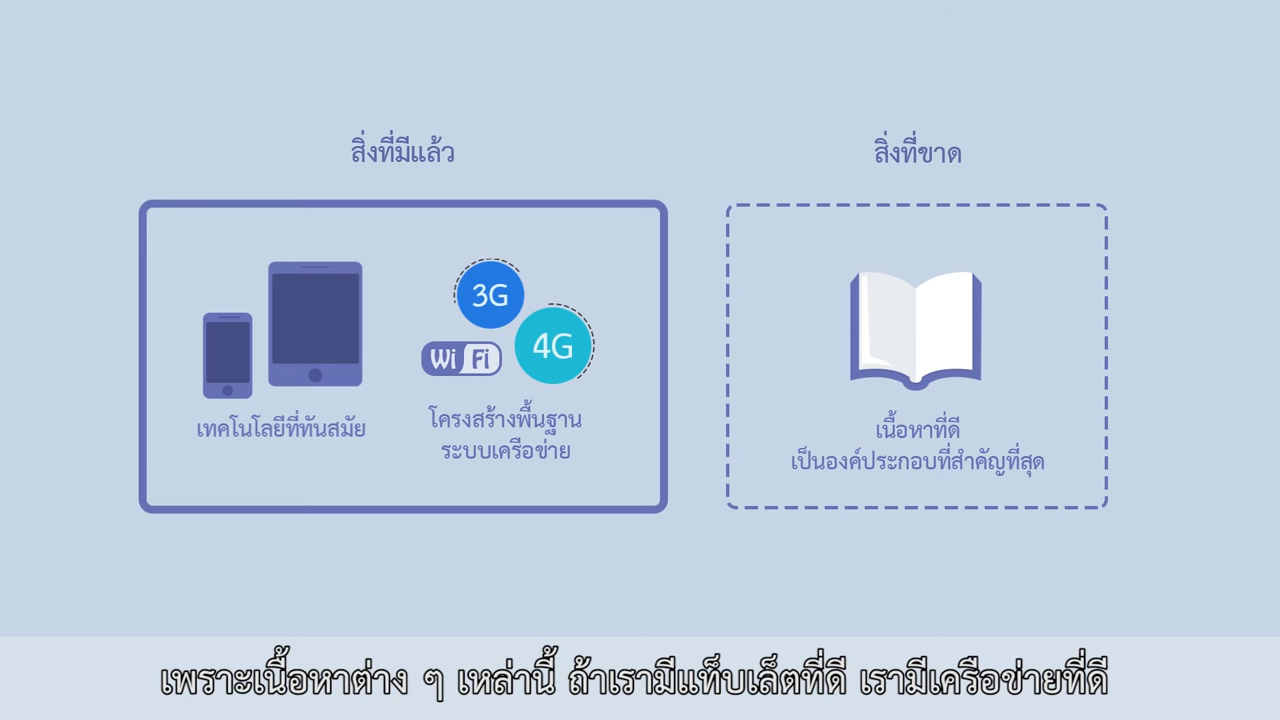 สิ่งที่มีแล้ว
สิ่งที่ขาด
3G
4G
Wi Fi
เทคโนโลยีที่ทันสมัย
โครงสร้างพื้นฐาน
ระบบเครือข่าย
เนื้อหาที่ดี
เป็นองค์ประกอบที่สำคัญที่สุด
เพราะเนื้อหาต่าง ๆ เหล่านี้ ถ้าเรามีแท็บเล็ตที่ดี เรามีเครือข่ายที่ดี